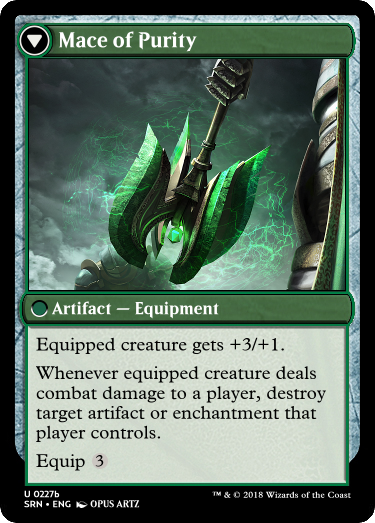 Mace of Purity
Artifact — Equipment
Equipped creature gets +3/+1.
Whenever equipped creature deals
combat damage to a player, destroy
target artifact or enchantment that
player controls.
Equip 3
U 0227b
SRN • ENG OPUS ARTZ
™ & © 2018 Wizards of the Coast